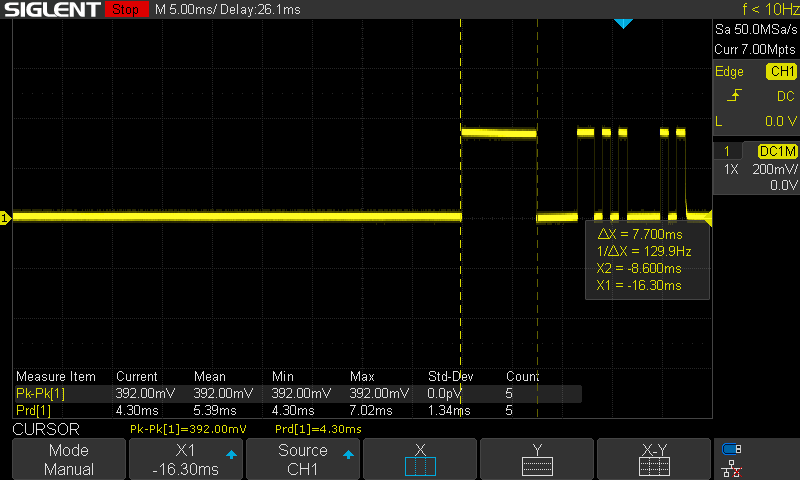 SIGLENT Stop M 5.00ms/ Delay:26.1ms f < 10Hz
Sa 50.0MSa/s
Curr 7.00Mpts
Edge CH1
DC
L 0.0 V
1 DC1M
1X 200mV/
0.0V
1
ΔX = 7.700ms
1/ΔX = 129.9Hz
X2 = -8.600ms
X1 = -16.30ms
Measure Item Current Mean Min Max Std-Dev Count
Pk-Pk[1] 392.00mV 392.00mV 392.00mV 392.00mV 0.0pV 5
Prd[1] 4.30ms 5.39ms 4.30ms 7.02ms 1.34ms 5
CURSOR Pk-Pk[1]=392.00mV Prd[1]=4.30ms
Mode
Manual
X1
-16.30ms
Source
CH1
X
Y
X-Y